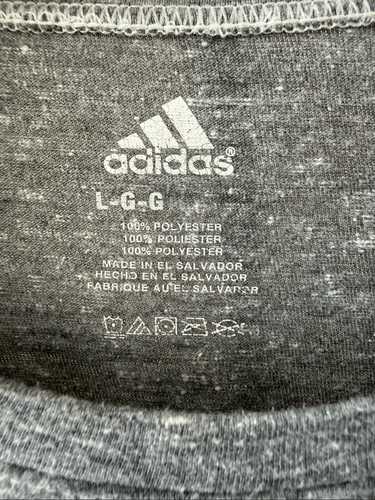 adidas®
L-G-G
100% POLYESTER
100% POLIESTER
100% POLYESTER
MADE IN EL SALVADOR
HECHO EN EL SALVADOR
FABRIQUE AU EL SALVADOR